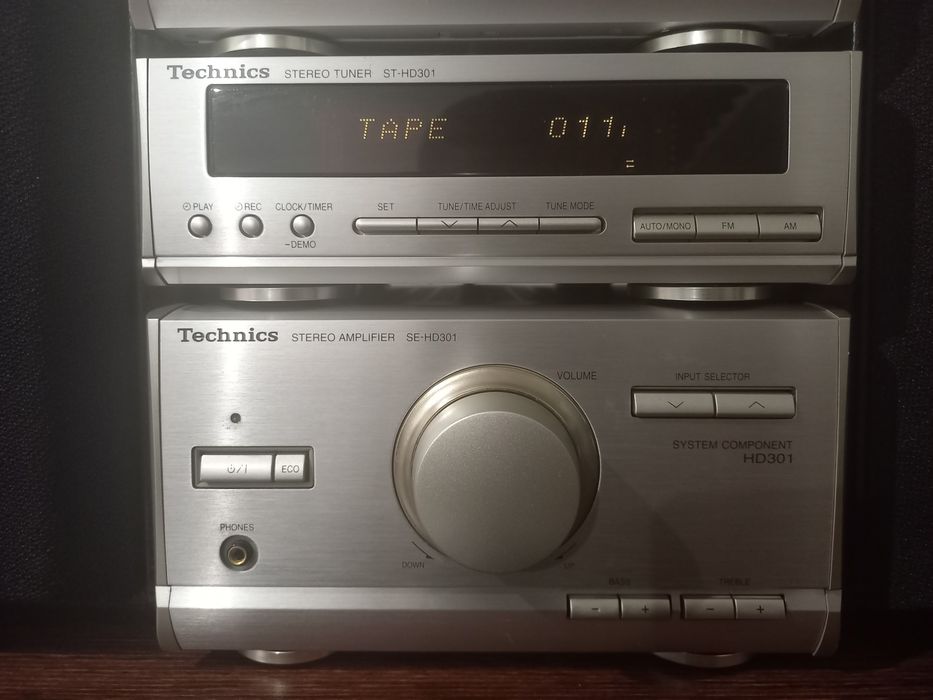 Technics STEREO TUNER ST-HD301
TAPE 011
PLAY REC CLOCK/TIMER SET TUNE/TIME ADJUST TUNE MODE
AUTO/MONO FM AM
–DEMO
Technics STEREO AMPLIFIER SE-HD301
VOLUME
INPUT SELECTOR
SYSTEM COMPONENT
HD301
⏻/I ECO
PHONES
DOWN UP
BASS TREBLE
− + − +